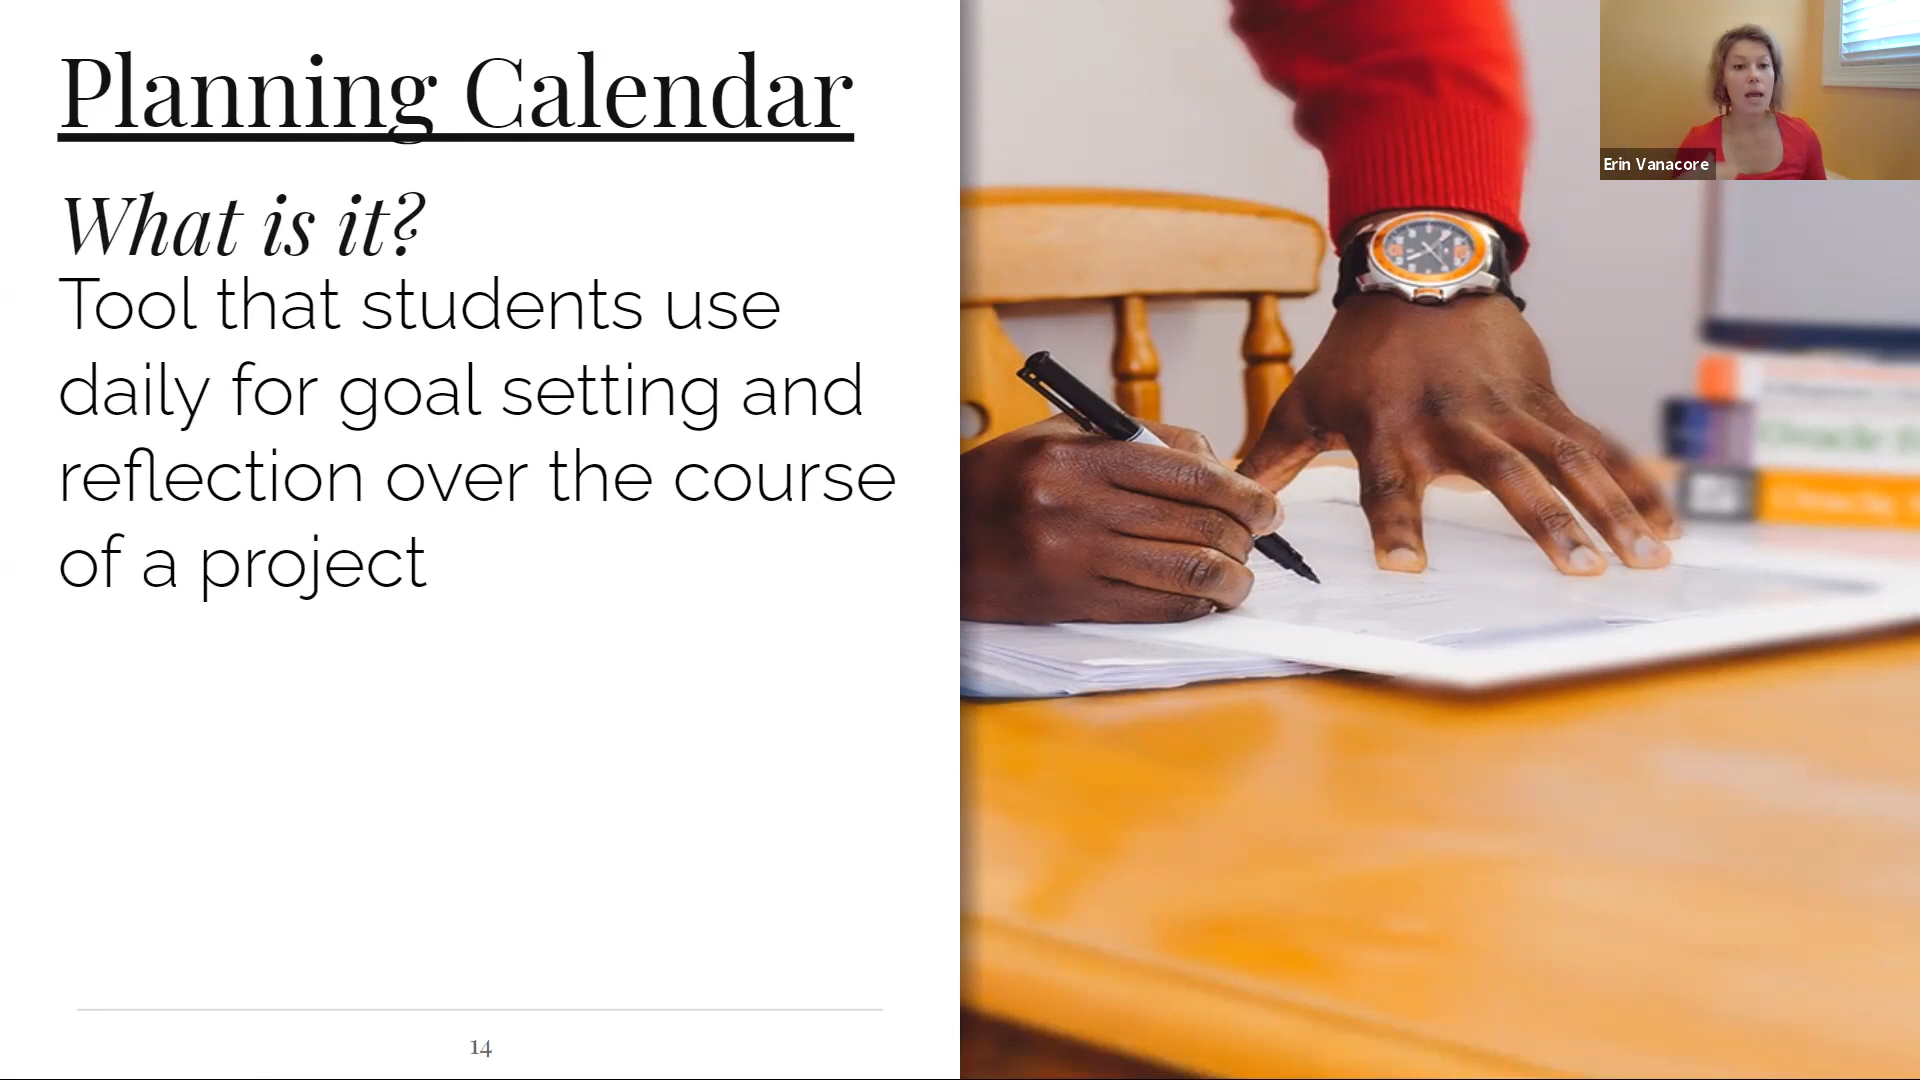 Planning Calendar
What is it?
Tool that students use
daily for goal setting and
reflection over the course
of a project
14
Erin Vanacore